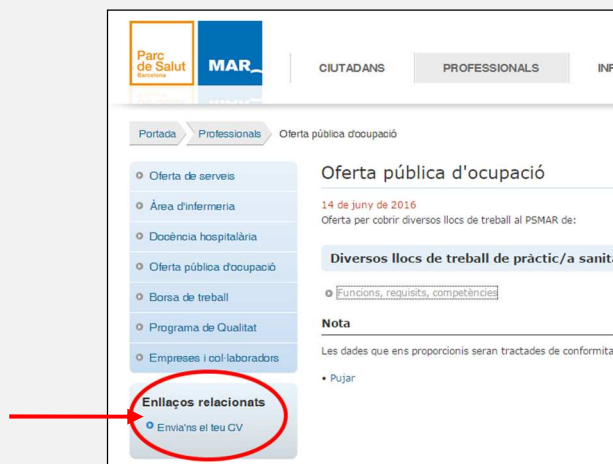 Parc
de Salut
Barcelona
MAR
CIUTADANS
PROFESSIONALS
Portada
Professionals
Oferta pública d'ocupació
Oferta de serveis
Àrea d'infermeria
Docència hospitalària
Oferta pública d'ocupació
Borsa de treball
Programa de Qualitat
Empreses i col·laboradors
Enllaços relacionats
Envia'ns el teu CV
Oferta pública d'ocupació
14 de juny de 2016
Oferta per cobrir diversos llocs de treball al PSMAR de:
Diversos llocs de treball de pràctic/a
Funcions, requisits, competències
Nota
Les dades que ens proporcionis seran tractades de
• Pujar